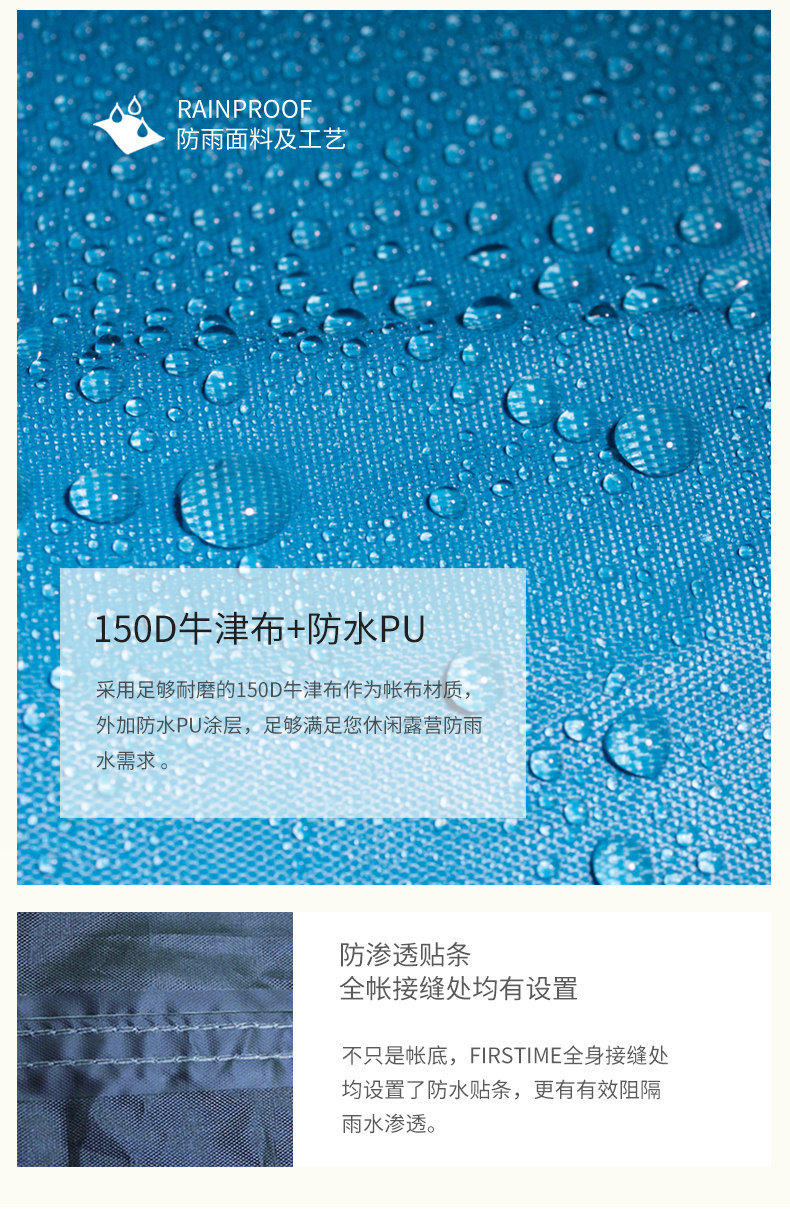 RAINPROOF
防雨面料及工艺
150D牛津布+防水PU
采用足够耐磨的150D牛津布作为帐布材质，
外加防水PU涂层，足够满足您休闲露营防雨
水需求 。
防渗透贴条
全帐接缝处均有设置
不只是帐底，FIRSTIME全身接缝处
均设置了防水贴条，更有有效阻隔
雨水渗透。